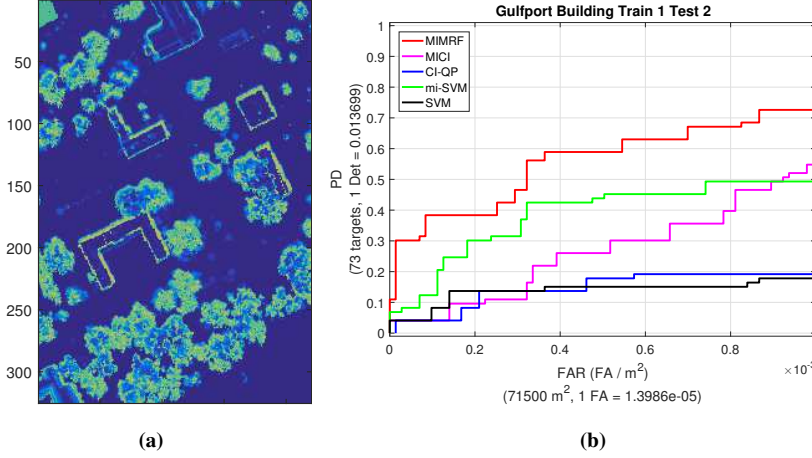 50
100
150
200
250
300
(a)
Gulfport Building Train 1 Test 2
1
0.9
0.8
0.7
0.6
0.5
0.4
0.3
0.2
0.1
0
PD
(73 targets, 1 Det = 0.013699)
MIMRF
MICI
CI-QP
mi-SVM
SVM
0
0.2
0.4
0.6
0.8
FAR (FA / m²)
(71500 m², 1 FA = 1.3986e-05)
(b)